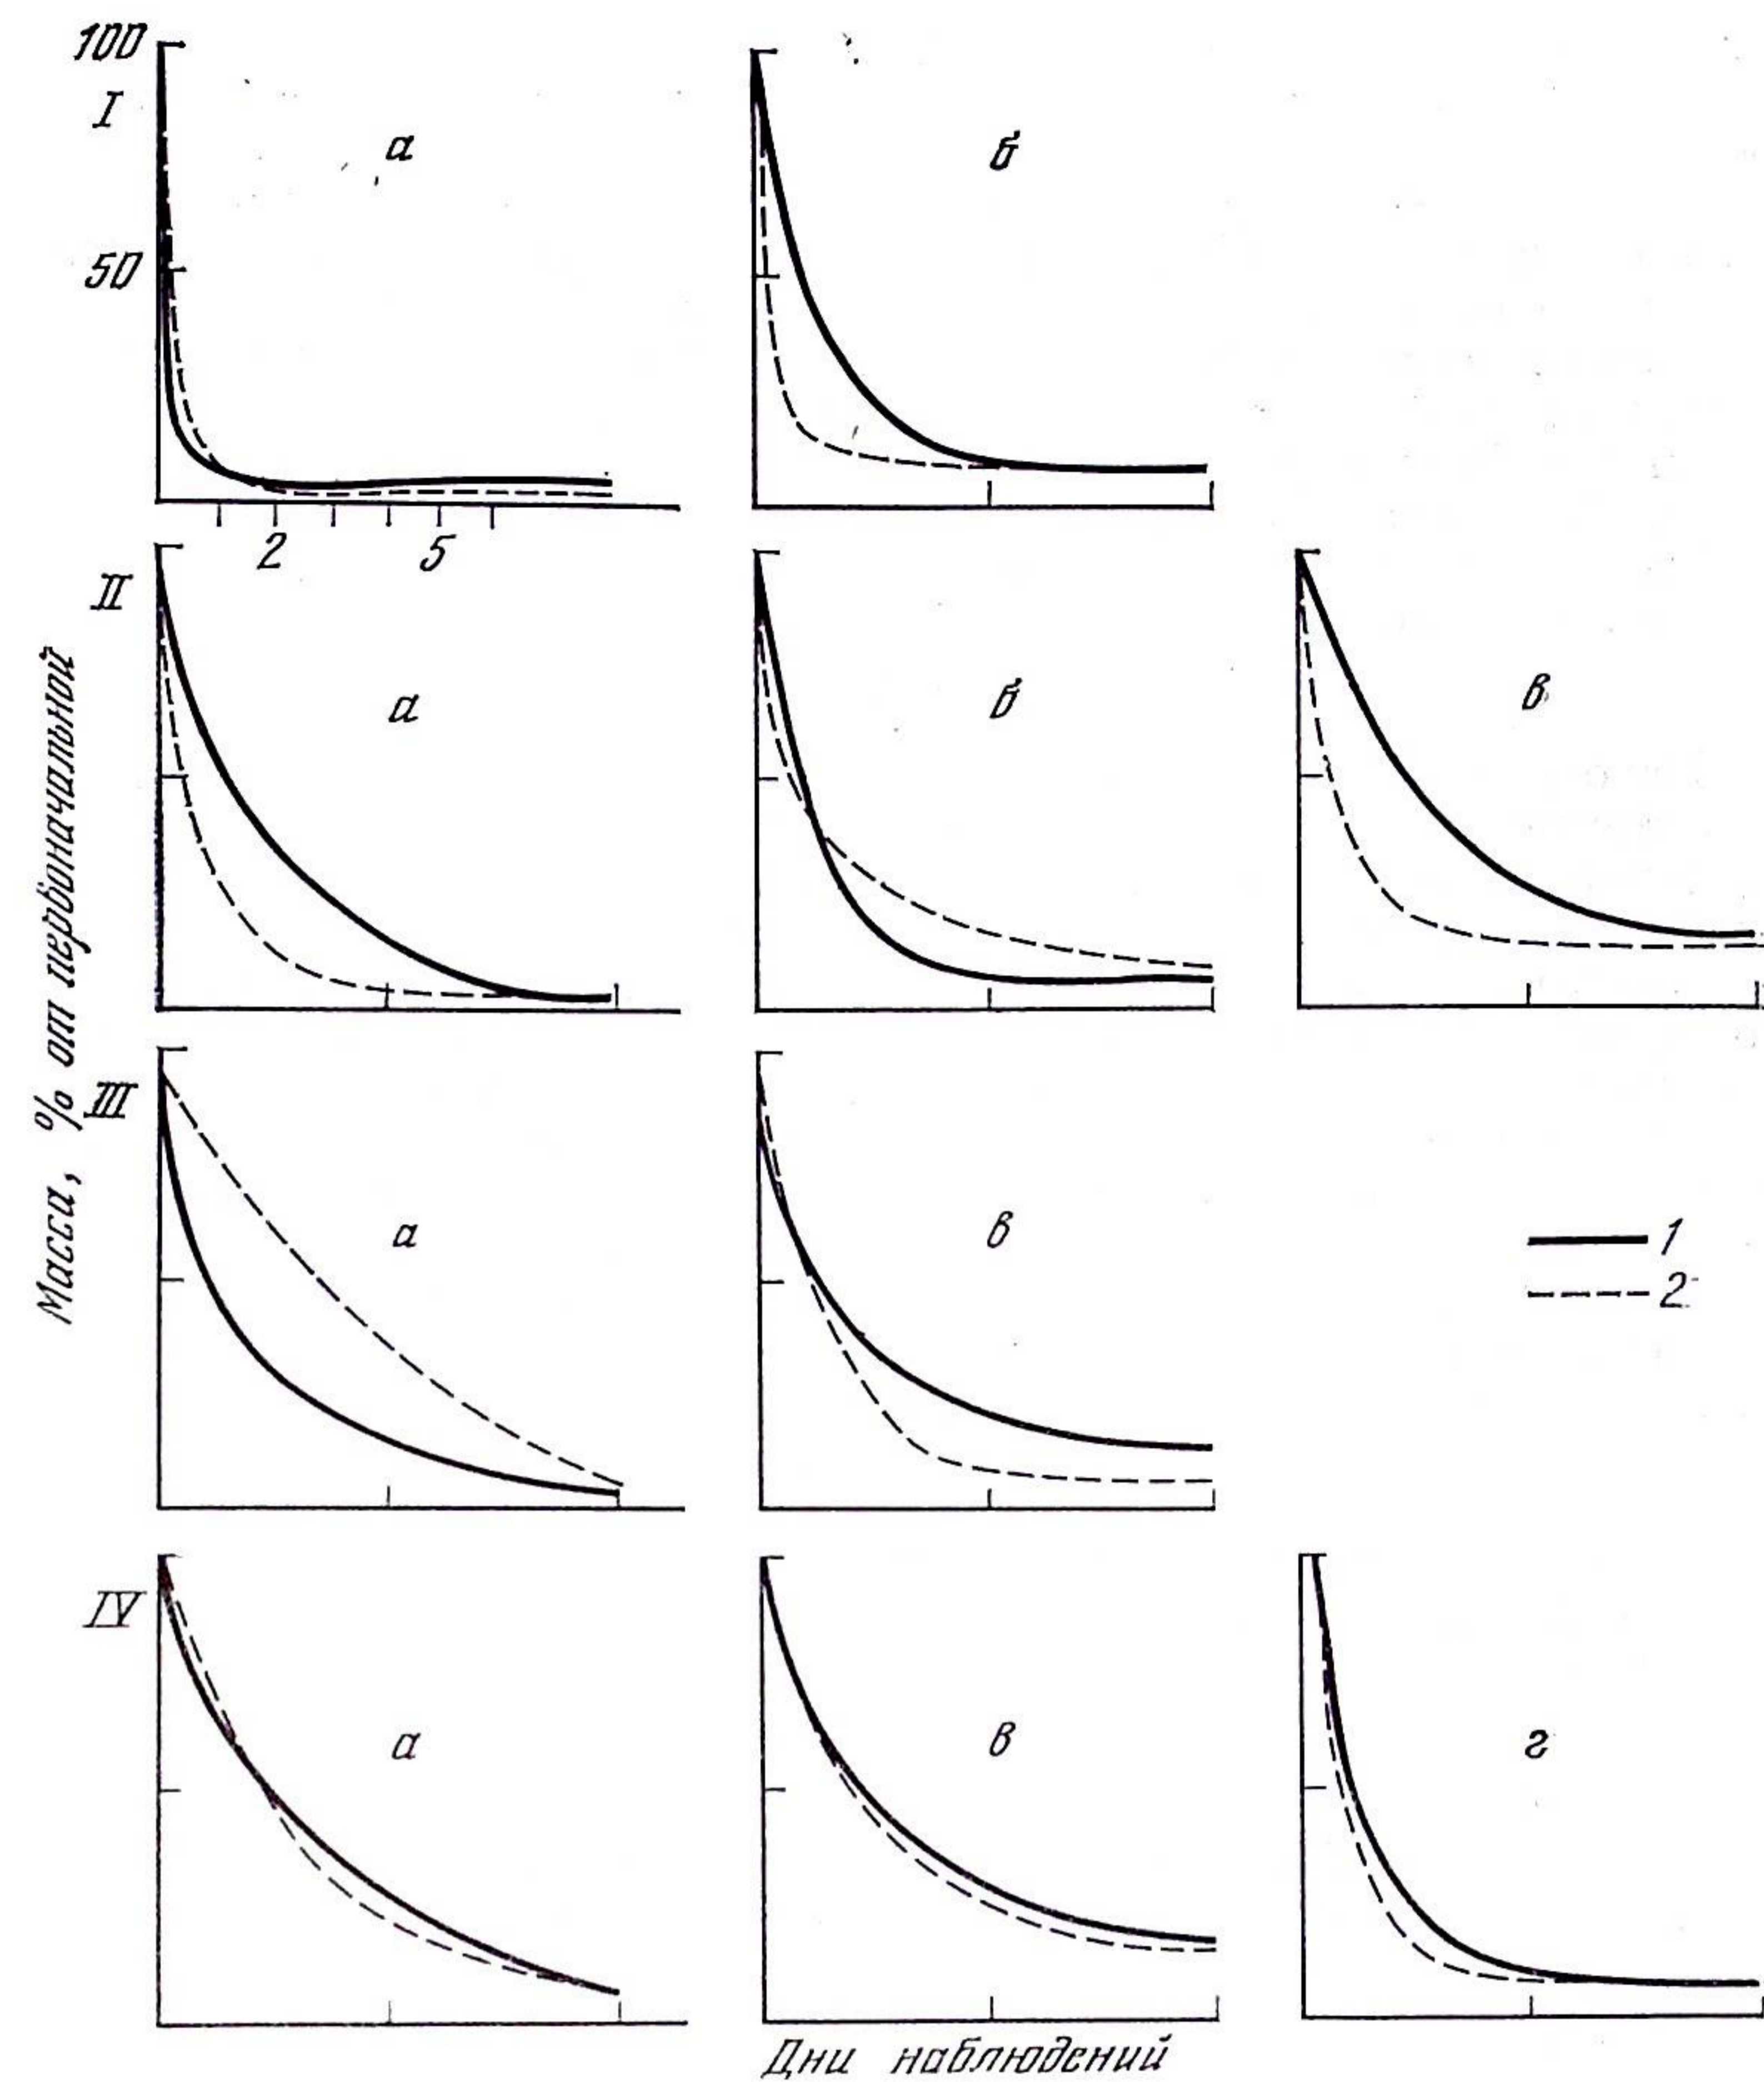 100
I
а
б
50
2
5
II
а
б
в
Масса, % от первоначальной
III
а
в
1
2
IV
а
в
г
Дни наблюдений